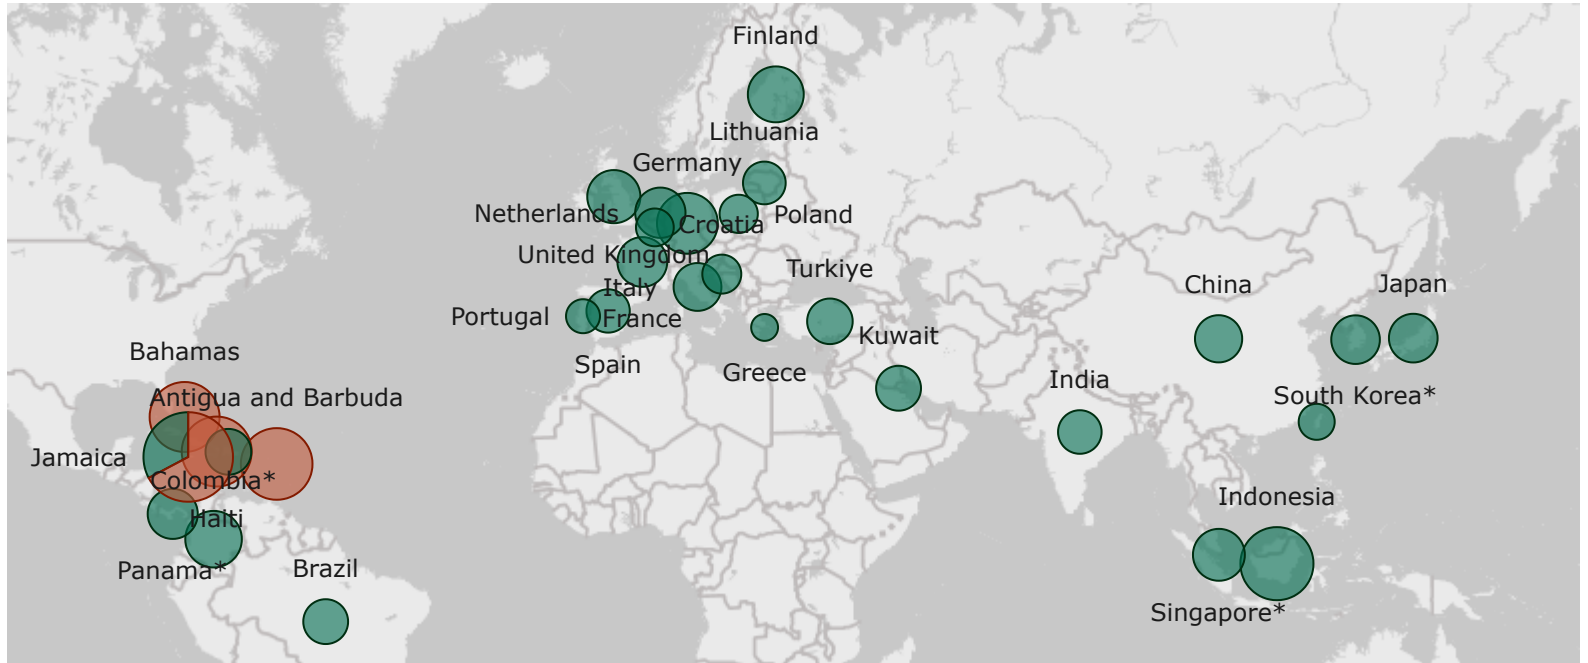 Finland
Lithuania
Germany
Netherlands
Poland
Croatia
United Kingdom
Turkiye
Italy
China
Japan
Portugal
France
Kuwait
Bahamas
Spain
Greece
India
Antigua and Barbuda
South Korea*
Jamaica
Colombia*
Indonesia
Haiti
Panama*
Brazil
Singapore*